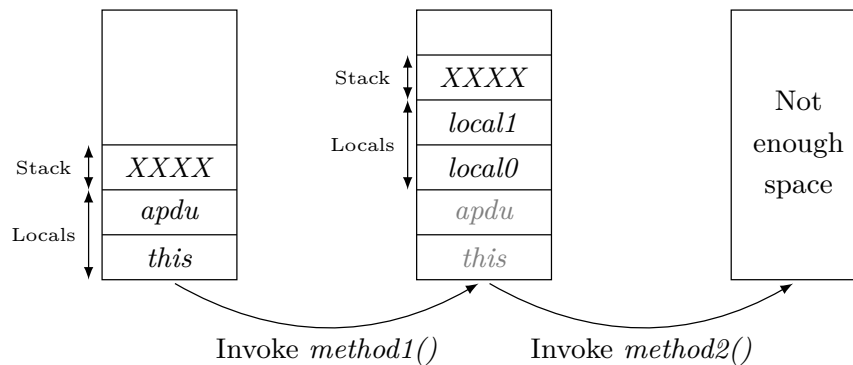 Stack
XXXX
Locals
apdu
this
Stack
XXXX
Locals
local1
local0
apdu
this
Not
enough
space
Invoke method1()
Invoke method2()